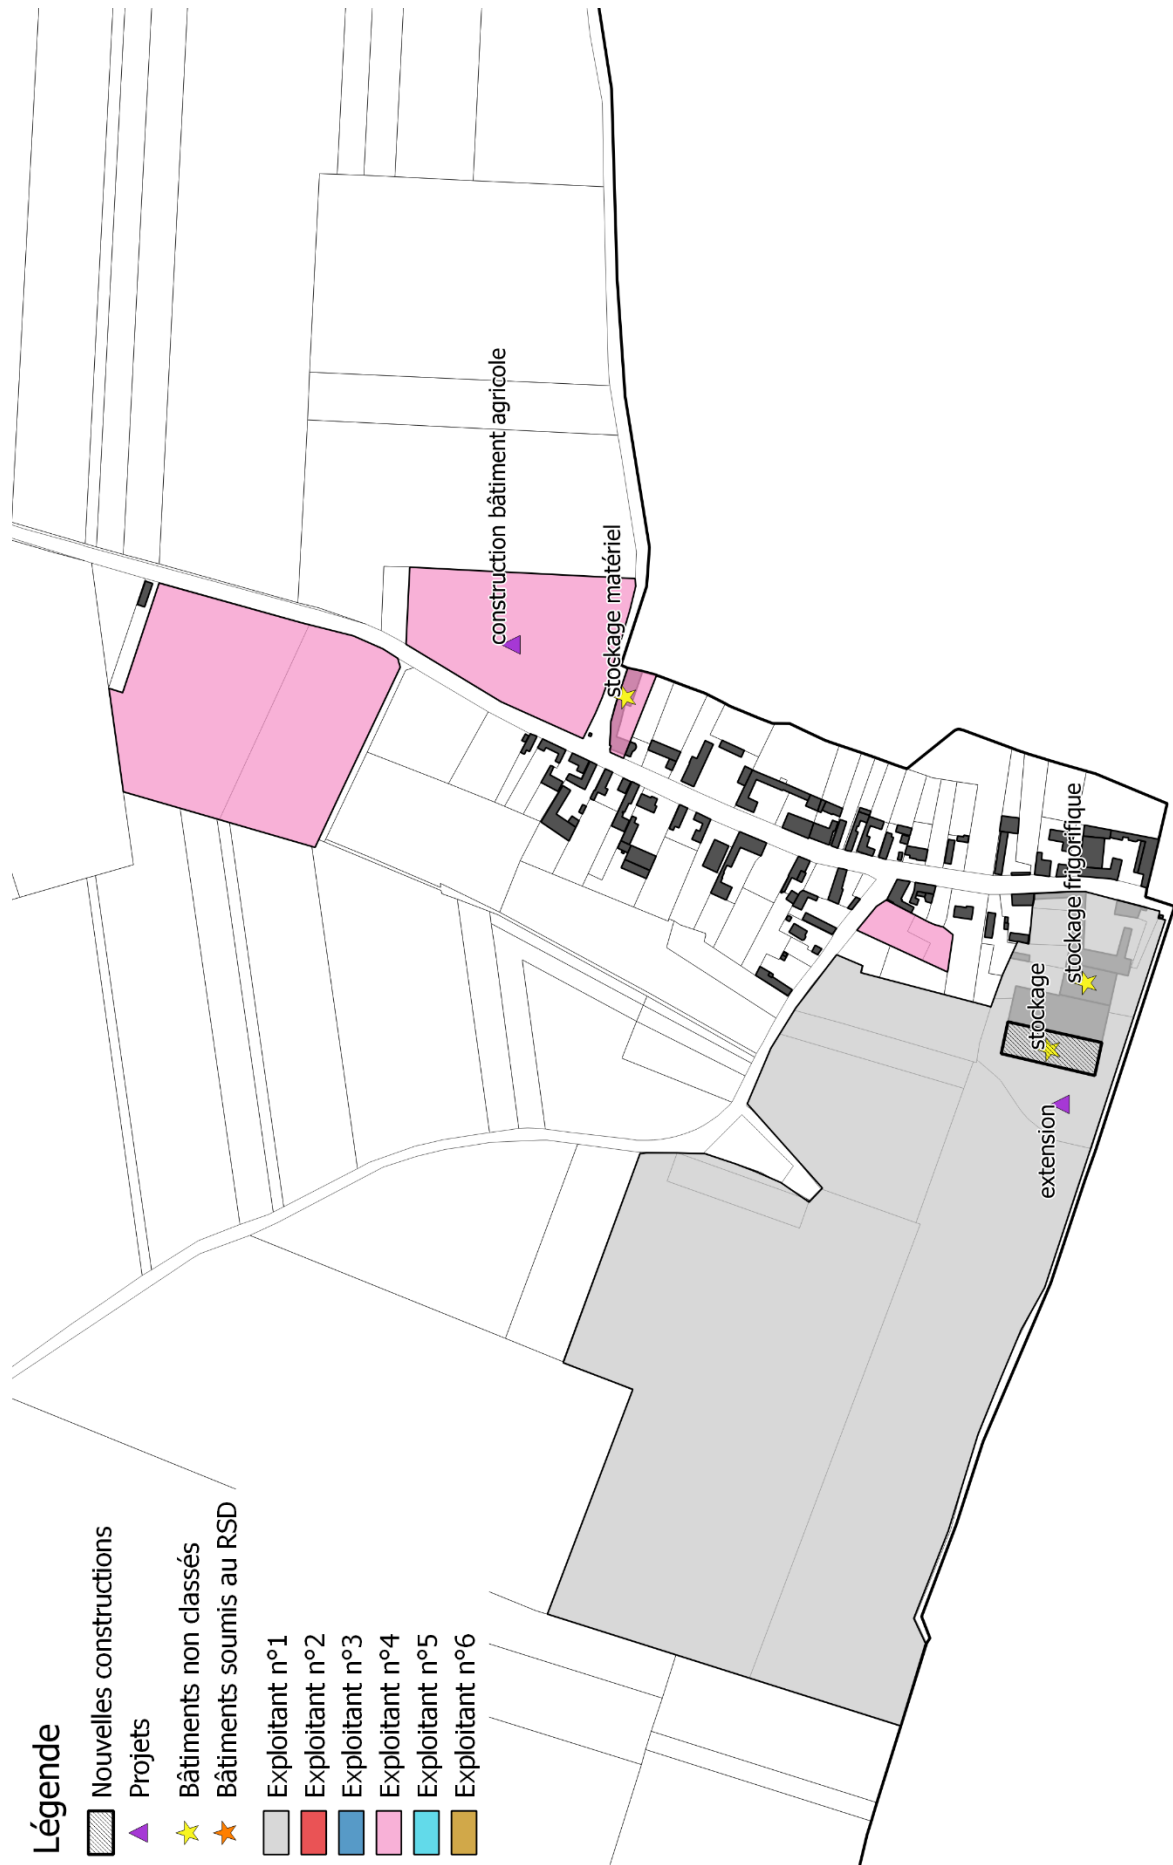 Légende
Nouvelles constructions
Projets
Bâtiments non classés
Bâtiments soumis au RSD
Exploitant n°1
Exploitant n°2
Exploitant n°3
Exploitant n°4
Exploitant n°5
Exploitant n°6
construction bâtiment agricole
stockage matériel
extension
stockage
stockage frigorifique